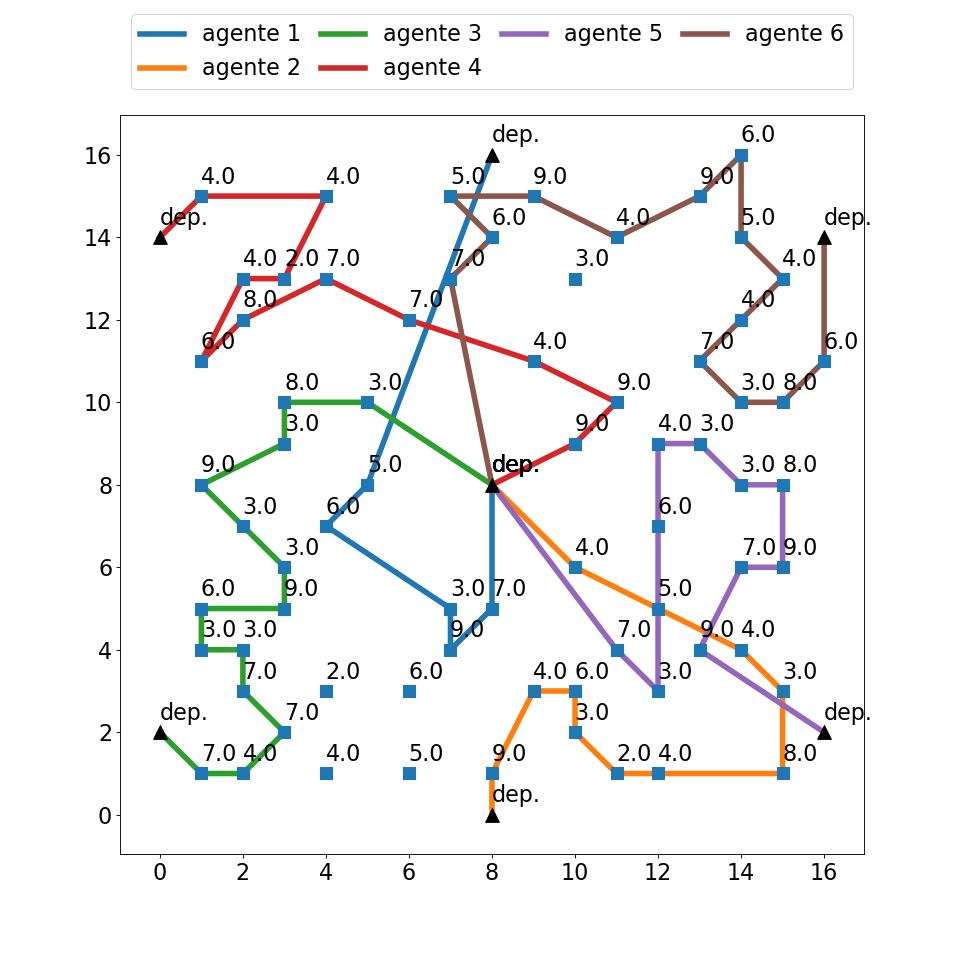 agente 1 agente 3 agente 5 agente 6
agente 2 agente 4
dep. 6.0
16
4.0 4.0 5.0 9.0 9.0
dep. 6.0 4.0 5.0 dep.
14
4.0 2.0 7.0 7.0 3.0 4.0
8.0 7.0 4.0
12
6.0 4.0 7.0 6.0
8.0 3.0 9.0 3.0 8.0
10
3.0 9.0 4.0 3.0
9.0 5.0 dep. dep. 3.0 8.0
8
3.0 6.0 6.0
3.0 4.0 7.0 9.0
6
6.0 9.0 3.0 7.0 5.0
3.0 3.0 9.0 7.0 9.0 4.0
4
7.0 2.0 6.0 4.0 6.0 3.0 3.0
dep. 7.0 3.0 dep.
2
7.0 4.0 4.0 5.0 9.0 2.0 4.0 8.0
dep.
0
0 2 4 6 8 10 12 14 16